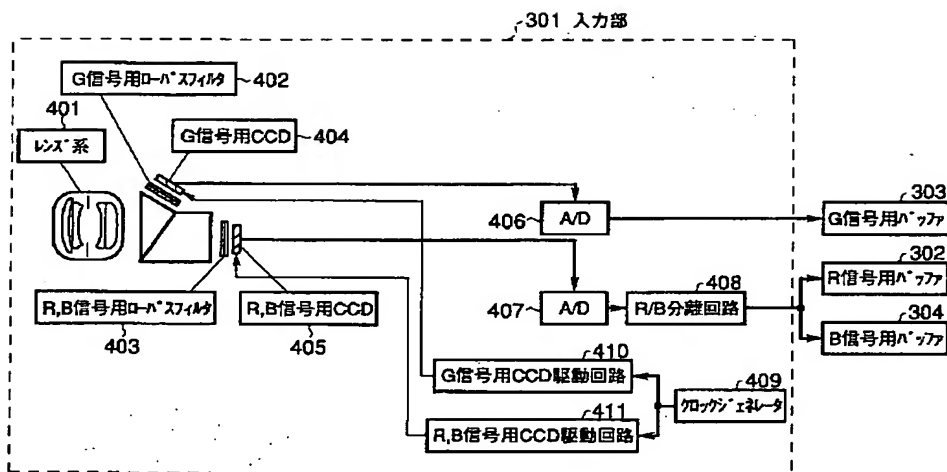 301 入力部
G信号用ローパスフィルタ
402
401
レンズ系
G信号用CCD
404
406
A/D
303
G信号用バッファ
302
R信号用バッファ
R,B信号用ローパスフィルタ
403
R,B信号用CCD
405
407
A/D
408
R/B分離回路
304
B信号用バッファ
410
G信号用CCD駆動回路
409
クロックジェネレータ
411
R,B信号用CCD駆動回路